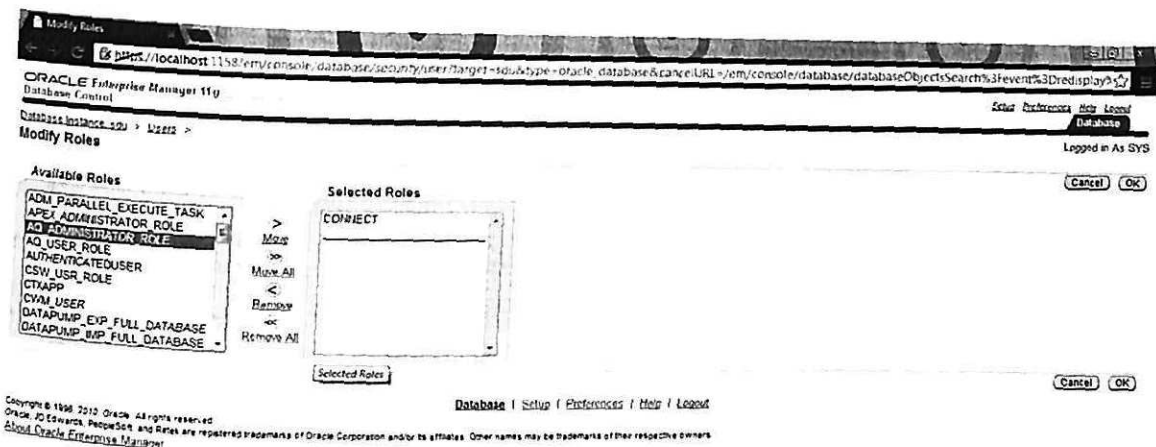 Modify Roles
https://localhost:1158/em/console/database/security/user?target=sdu&type=oracle_database&cancelURL=/em/console/database/databaseObjectsSearch%3Fevent%3Dredisplay%
ORACLE Enterprise Manager 11g
Database Control
Setup Preferences Help Logout
Database
Database Instance: sdu > Users >
Logged in As SYS
Modify Roles
Cancel OK
Available Roles
ADM_PARALLEL_EXECUTE_TASK
APEX_ADMINISTRATOR_ROLE
AQ_ADMINISTRATOR_ROLE
AQ_USER_ROLE
AUTHENTICATEDUSER
CSW_USR_ROLE
CTXAPP
CWM_USER
DATAPUMP_EXP_FULL_DATABASE
DATAPUMP_IMP_FULL_DATABASE
>
Move
>>
Move All
<
Remove
<<
Remove All
Selected Roles
CONNECT
Selected Roles
Cancel OK
Database | Setup | Preferences | Help | Logout
Copyright © 1996, 2010, Oracle. All rights reserved.
Oracle, JD Edwards, PeopleSoft, and Retek are registered trademarks of Oracle Corporation and/or its affiliates. Other names may be trademarks of their respective owners.
About Oracle Enterprise Manager